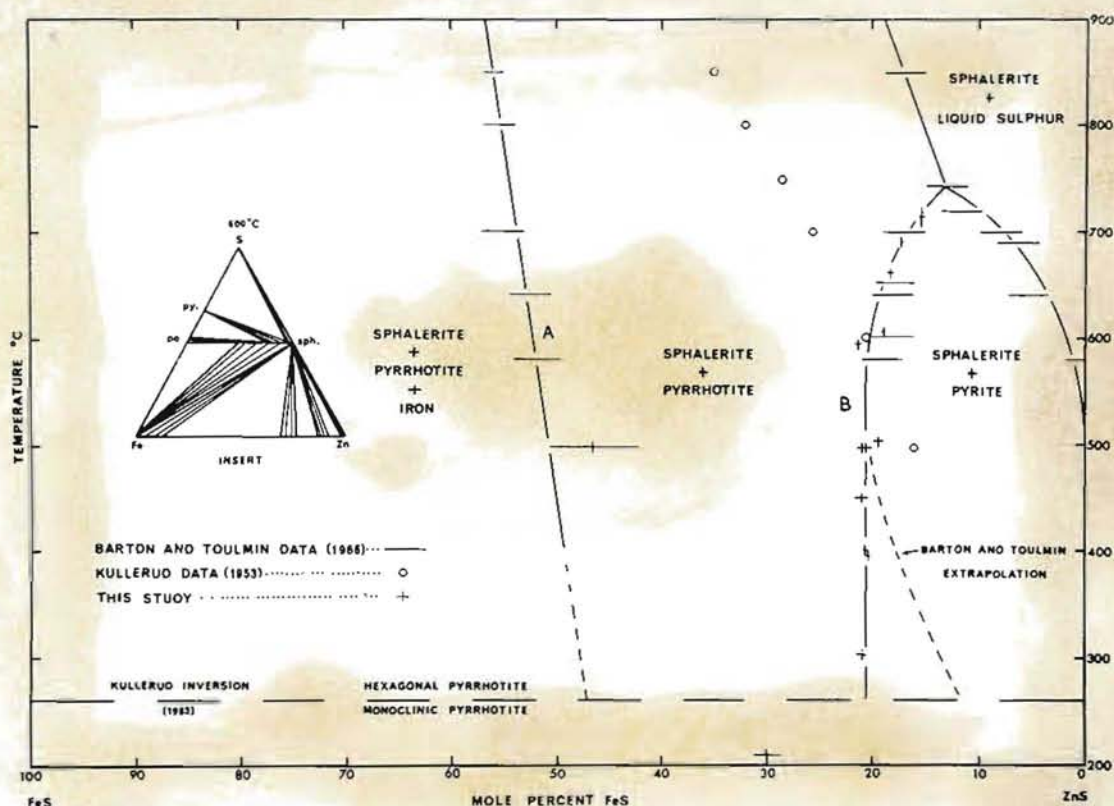 900
800
700
600
500
400
300
200
TEMPERATURE °C
SPHALERITE
+
LIQUID SULPHUR
600°C
S
py.
po
sph.
Fe
Zn
INSERT
A
B
SPHALERITE
+
PYRRHOTITE
+
IRON
SPHALERITE
+
PYRRHOTITE
SPHALERITE
+
PYRITE
BARTON AND TOULMIN DATA (1966)
KULLERUD DATA (1953)
THIS STUDY
BARTON AND TOULMIN
EXTRAPOLATION
KULLERUD INVERSION
HEXAGONAL PYRRHOTITE
MONOCLINIC PYRRHOTITE
100 90 80 70 60 50 40 30 20 10 0
FeS MOLE PERCENT FeS ZnS